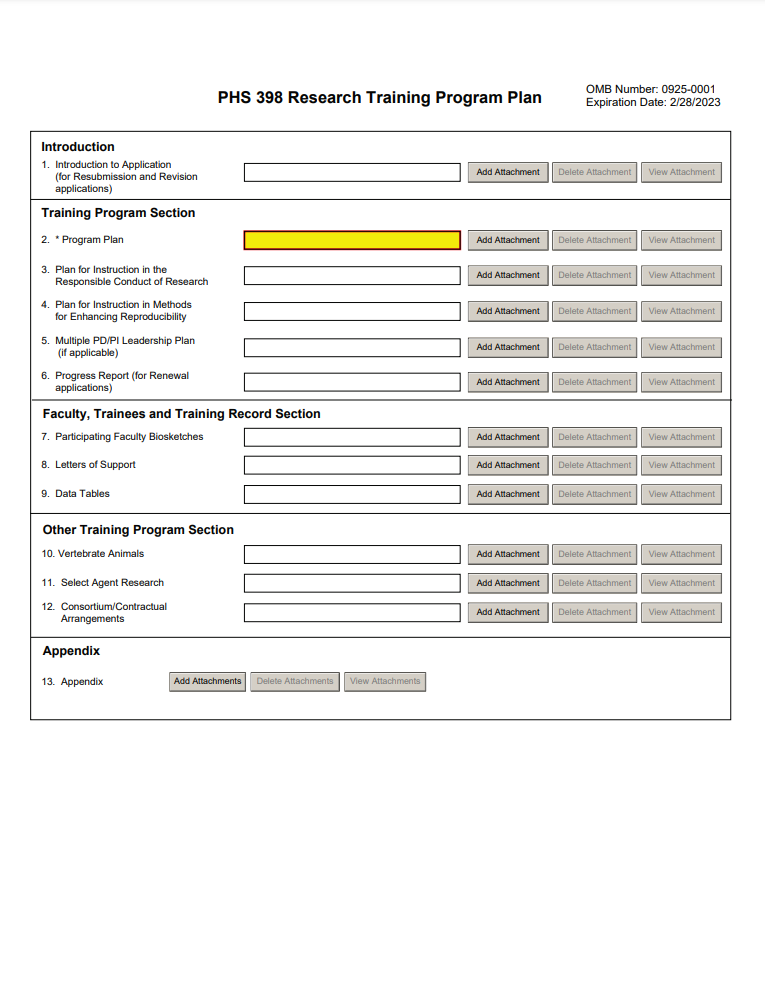 PHS 398 Research Training Program Plan
OMB Number: 0925-0001
Expiration Date: 2/28/2023
Introduction
1. Introduction to Application
(for Resubmission and Revision
applications)
Add Attachment Delete Attachment View Attachment
Training Program Section
2. * Program Plan
Add Attachment Delete Attachment View Attachment
3. Plan for Instruction in the
Responsible Conduct of Research
Add Attachment Delete Attachment View Attachment
4. Plan for Instruction in Methods
for Enhancing Reproducibility
Add Attachment Delete Attachment View Attachment
5. Multiple PD/PI Leadership Plan
(if applicable)
Add Attachment Delete Attachment View Attachment
6. Progress Report (for Renewal
applications)
Add Attachment Delete Attachment View Attachment
Faculty, Trainees and Training Record Section
7. Participating Faculty Biosketches
Add Attachment Delete Attachment View Attachment
8. Letters of Support
Add Attachment Delete Attachment View Attachment
9. Data Tables
Add Attachment Delete Attachment View Attachment
Other Training Program Section
10. Vertebrate Animals
Add Attachment Delete Attachment View Attachment
11. Select Agent Research
Add Attachment Delete Attachment View Attachment
12. Consortium/Contractual
Arrangements
Add Attachment Delete Attachment View Attachment
Appendix
13. Appendix
Add Attachments Delete Attachments View Attachments